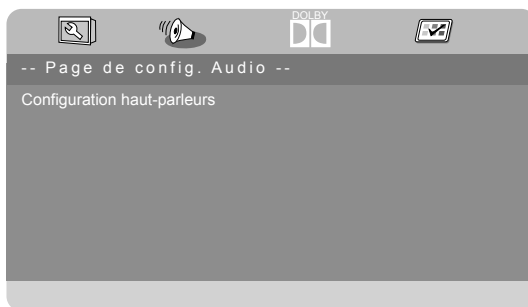 DOLBY
-- Page de config. Audio --
Configuration haut-parleurs